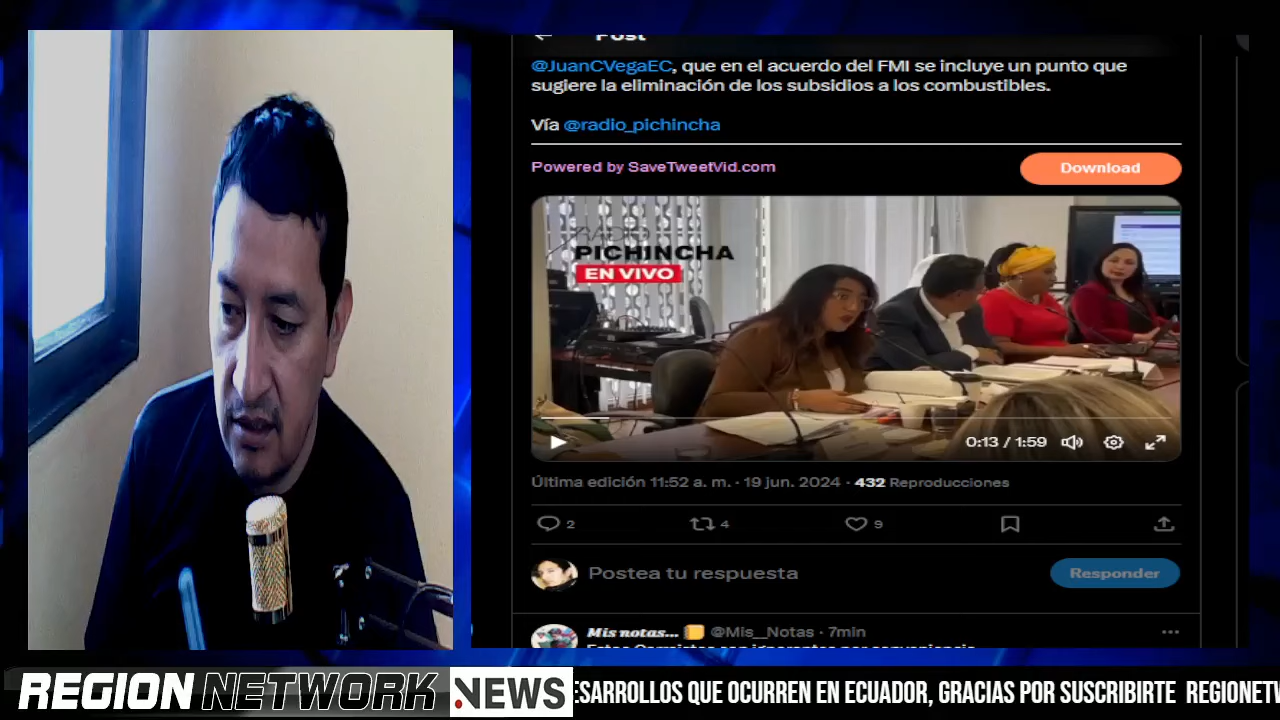 Post
@JuanCVegaEC, que en el acuerdo del FMI se incluye un punto que
sugiere la eliminación de los subsidios a los combustibles.
Vía @radio_pichincha
Powered by SaveTweetVid.com
Download
RADIO
PICHINCHA
EN VIVO
0:13 / 1:59
Última edición 11:52 a. m. · 19 jun. 2024 · 432 Reproducciones
2
4
9
Postea tu respuesta
Responder
Mis notas... @Mis__Notas · 7min
REGION NETWORK .NEWS
ESARROLLOS QUE OCURREN EN ECUADOR, GRACIAS POR SUSCRIBIRTE REGIONETW